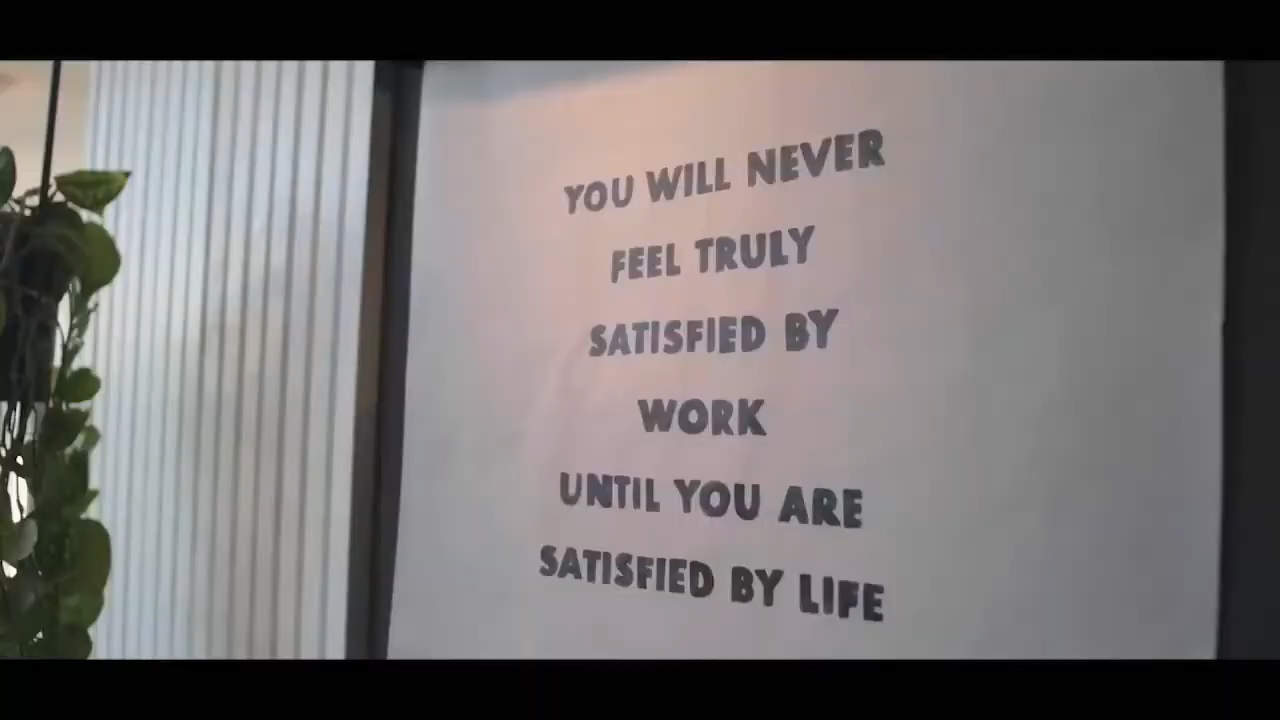 YOU WILL NEVER
FEEL TRULY
SATISFIED BY
WORK
UNTIL YOU ARE
SATISFIED BY LIFE